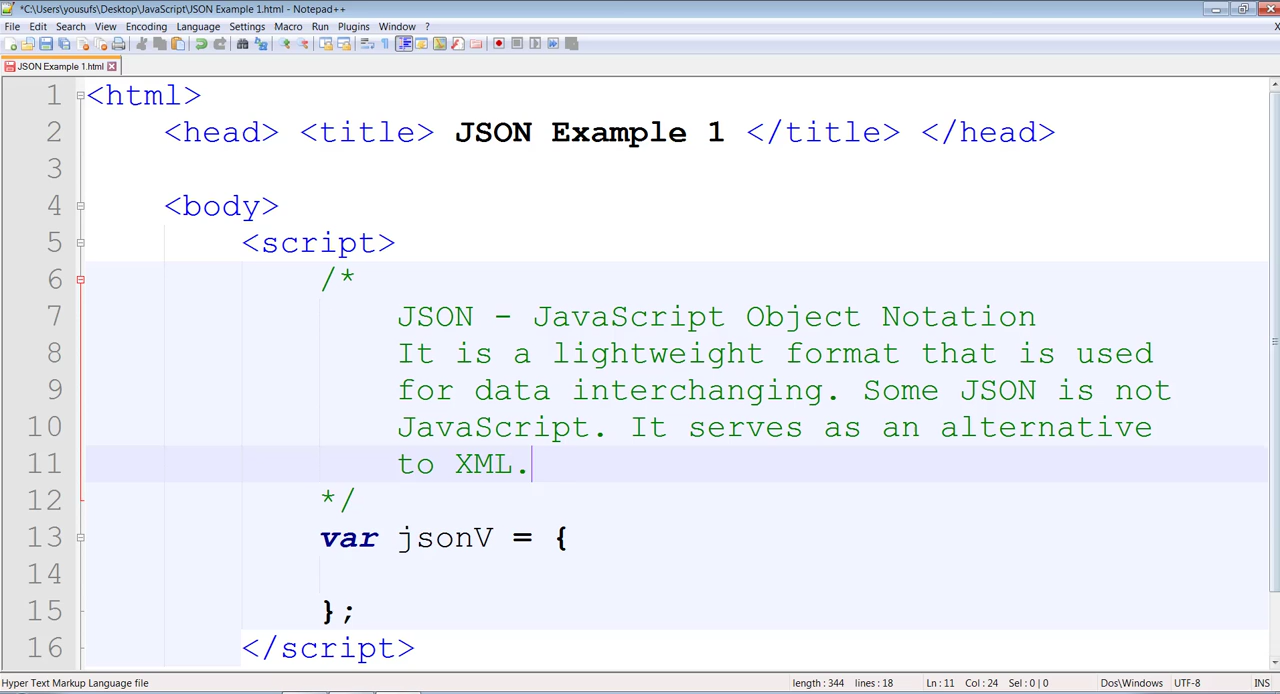 *C:\Users\yousufs\Desktop\JavaScript\JSON Example 1.html - Notepad++
File Edit Search View Encoding Language Settings Macro Run Plugins Window ? X
JSON Example 1.html
1 <html>
2 <head> <title> JSON Example 1 </title> </head>
3
4 <body>
5 <script>
6 /*
7 JSON - JavaScript Object Notation
8 It is a lightweight format that is used
9 for data interchanging. Some JSON is not
10 JavaScript. It serves as an alternative
11 to XML.
12 */
13 var jsonV = {
14
15 };
16 </script>
Hyper Text Markup Language file length : 344 lines : 18 Ln : 11 Col : 24 Sel : 0 | 0 Dos\Windows UTF-8 INS